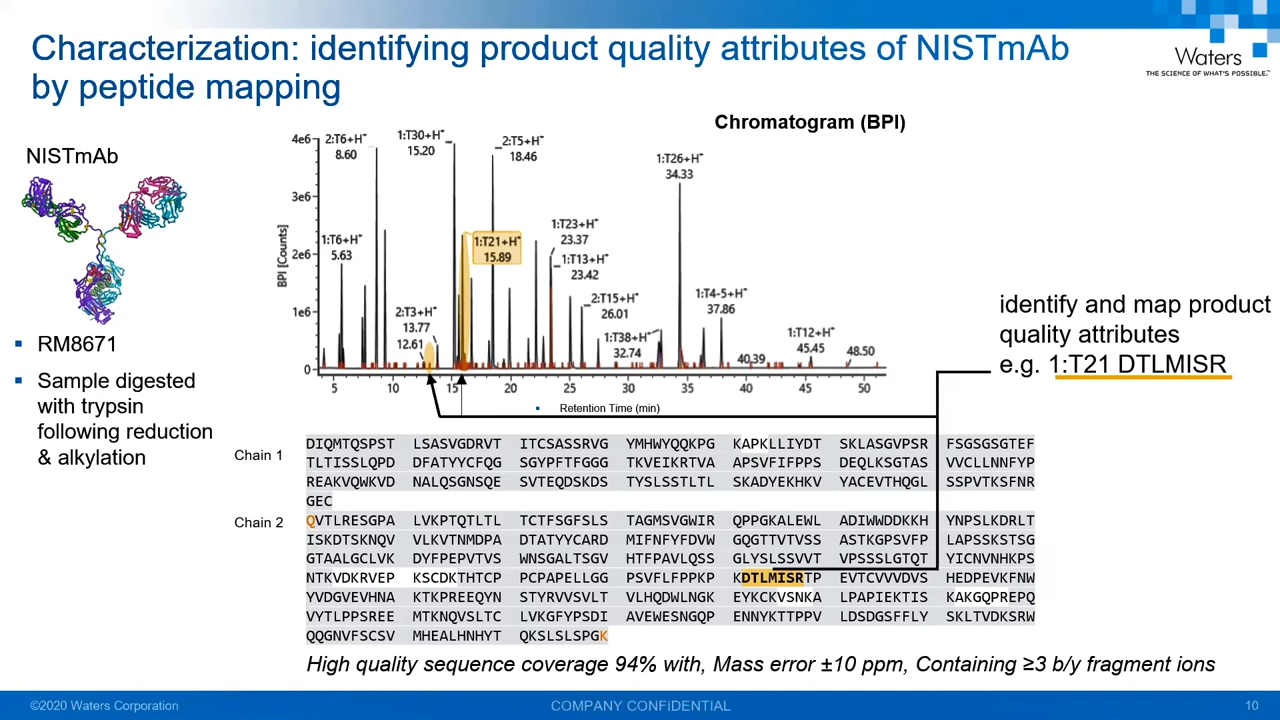 Characterization: identifying product quality attributes of NISTmAb
by peptide mapping
Waters
THE SCIENCE OF WHAT'S POSSIBLE.™
Chromatogram (BPI)
NISTmAb
▪ RM8671
▪ Sample digested
with trypsin
following reduction
& alkylation
BPI [Counts]
4e6
3e6
2e6
1e6
0
2:T6+H⁺
8.60
1:T30+H⁺
15.20
2:T5+H⁺
18.46
1:T26+H⁺
34.33
1:T6+H⁺
5.63
1:T21+H⁺
15.89
1:T23+H⁺
23.37
1:T13+H⁺
23.42
2:T3+H⁺
13.77
12.61
2:T15+H⁺
26.01
1:T38+H⁺
32.74
1:T4-5+H⁺
37.86
40.39
1:T12+H⁺
45.45
48.50
5 10 15 20 25 30 35 40 45 50
▪ Retention Time (min)
identify and map product
quality attributes
e.g. 1:T21 DTLMISR
Chain 1
DIQMTQSPST LSASVGDRVT ITCSASSRVG YMHWYQQKPG KAPKLLIYDT SKLASGVPSR FSGSGSGTEF
TLTISSLQPD DFATYYCFQG SGYPFTFGGG TKVEIKRTVA APSVFIFPPS DEQLKSGTAS VVCLLNNFYP
REAKVQWKVD NALQSGNSQE SVTEQDSKDS TYSLSSTLTL SKADYEKHKV YACEVTHQGL SSPVTKSFNR
GEC
Chain 2
QVTLRESGPA LVKPTQTLTL TCTFSGFSLS TAGMSVGWIR QPPGKALEWL ADIWWDDKKH YNPSLKDRLT
ISKDTSKNQV VLKVTNMDPA DTATYYCARD MIFNFYFDVW GQGTTVTVSS ASTKGPSVFP LAPSSKSTSG
GTAALGCLVK DYFPEPVTVS WNSGALTSGV HTFPAVLQSS GLYSLSSVVT VPSSSLGTQT YICNVNHKPS
NTKVDKRVEP KSCDKTHTCP PCPAPELLGG PSVFLFPPKP KDTLMISRTP EVTCVVVDVS HEDPEVKFNW
YVDGVEVHNA KTKPREEQYN STYRVVSVLT VLHQDWLNGK EYKCKVSNKA LPAPIEKTIS KAKGQPREPQ
VYTLPPSREE MTKNQVSLTC LVKGFYPSDI AVEWESNGQP ENNYKTTPPV LDSDGSFFLY SKLTVDKSRW
QQGNVFSCSV MHEALHNHYT QKSLSLSPGK
High quality sequence coverage 94% with, Mass error ±10 ppm, Containing ≥3 b/y fragment ions
©2020 Waters Corporation
COMPANY CONFiDENTIAL
10